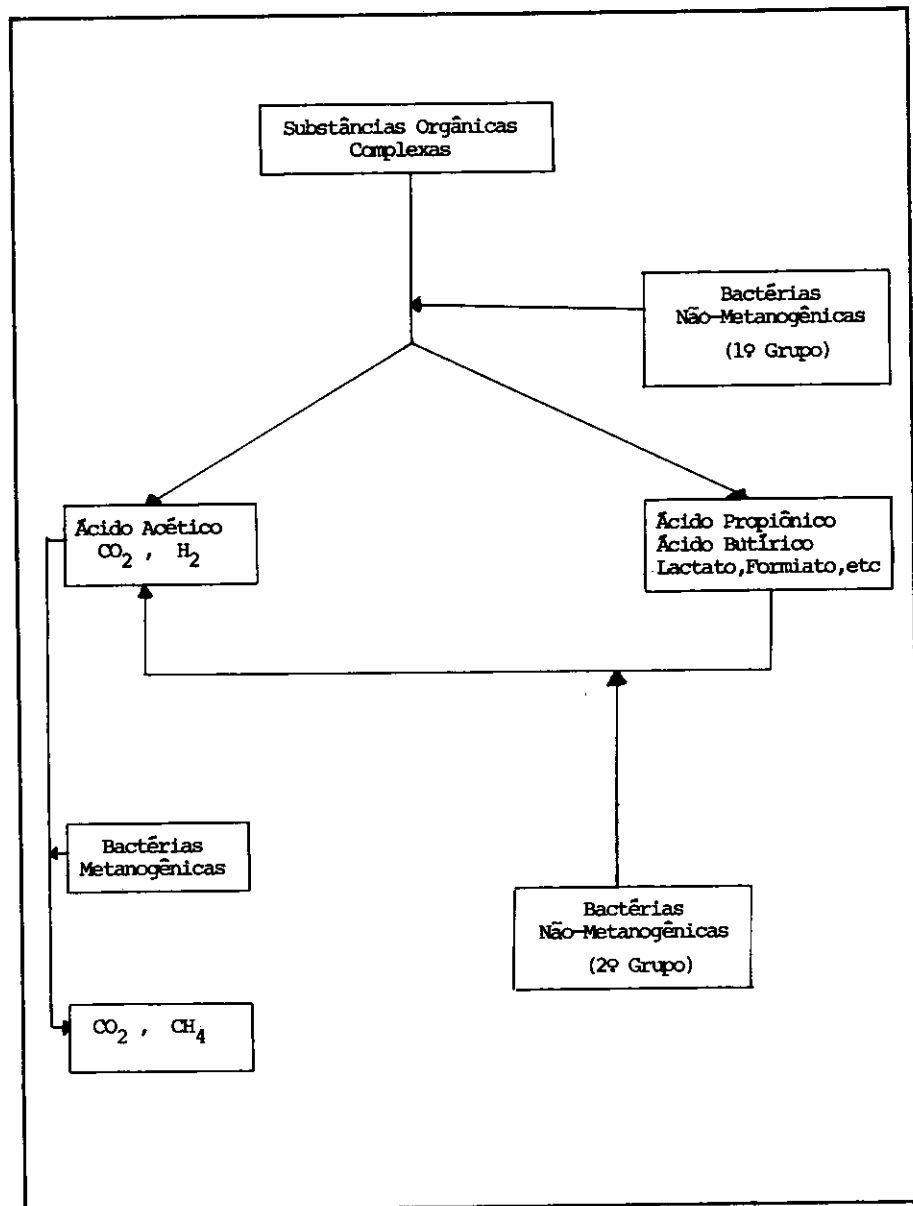 Substâncias Orgânicas
Complexas
Bactérias
Não-Metanogênicas
(1º Grupo)
Ácido Acético
CO₂ , H₂
Ácido Propiônico
Ácido Butírico
Lactato,Formiato,etc
Bactérias
Metanogênicas
Bactérias
Não-Metanogênicas
(2º Grupo)
CO₂ , CH₄